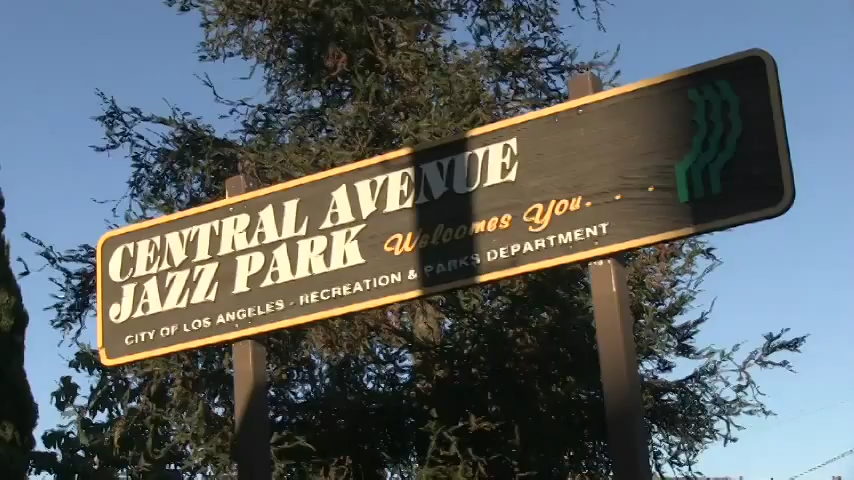 CENTRAL AVENUE
JAZZ PARK Welcomes You. . . .
CITY OF LOS ANGELES - RECREATION & PARKS DEPARTMENT